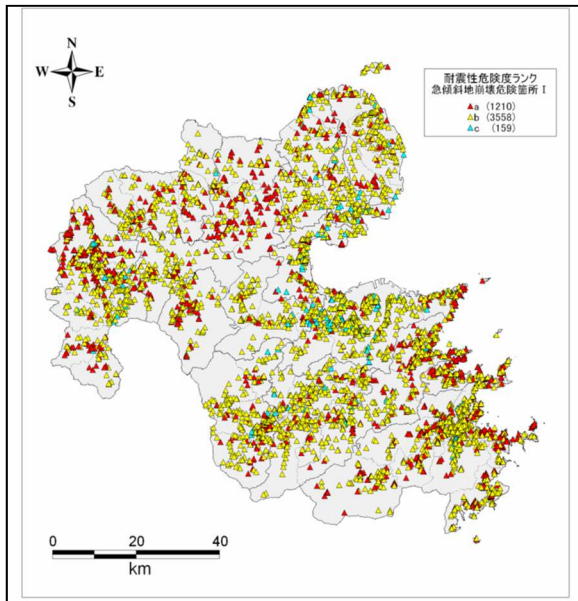 N
W E
S
耐震性危険度ランク
急傾斜地崩壊危険箇所 I
a (1210)
b (3558)
c (159)
0 20 40
km